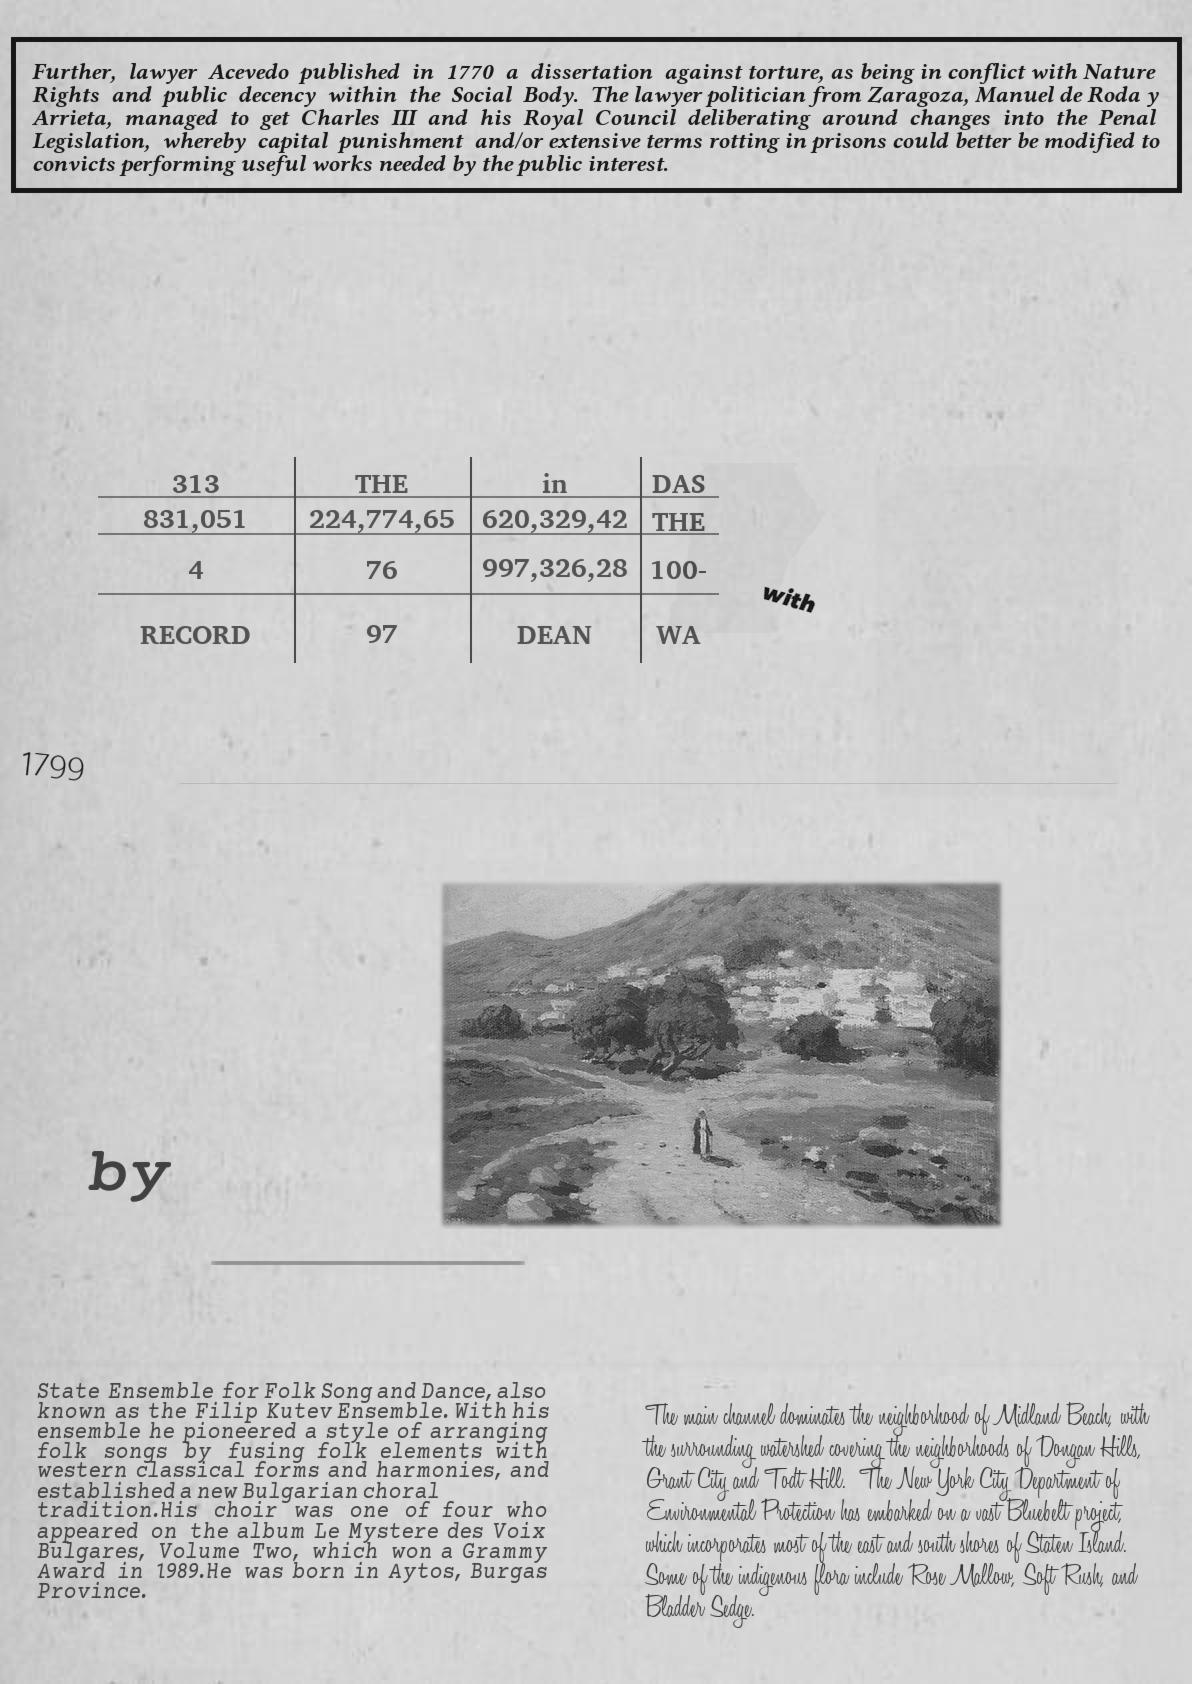 Further, lawyer Acevedo published in 1770 a dissertation against torture, as being in conflict with Nature
Rights and public decency within the Social Body. The lawyer politician from Zaragoza, Manuel de Roda y
Arrieta, managed to get Charles III and his Royal Council deliberating around changes into the Penal
Legislation, whereby capital punishment and/or extensive terms rotting in prisons could better be modified to
convicts performing useful works needed by the public interest.
313 THE in DAS
831,051 224,774,65 620,329,42 THE
4 76 997,326,28 100-
with
RECORD 97 DEAN WA
1799
by
State Ensemble for Folk Song and Dance, also
known as the Filip Kutev Ensemble. With his
ensemble he pioneered a style of arranging
folk songs by fusing folk elements with
western classical forms and harmonies, and
established a new Bulgarian choral
tradition.His choir was one of four who
appeared on the album Le Mystere des Voix
Bulgares, Volume Two, which won a Grammy
Award in 1989.He was born in Aytos, Burgas
Province.
The main channel dominates the neighborhood of Midland Beach, with
the surrounding watershed covering the neighborhoods of Dongan Hills,
Grant City and Todt Hill. The New York City Department of
Environmental Protection has embarked on a vast Bluebelt project,
which incorporates most of the east and south shores of Staten Island.
Some of the indigenous flora include Rose Mallow, Soft Rush, and
Bladder Sedge.